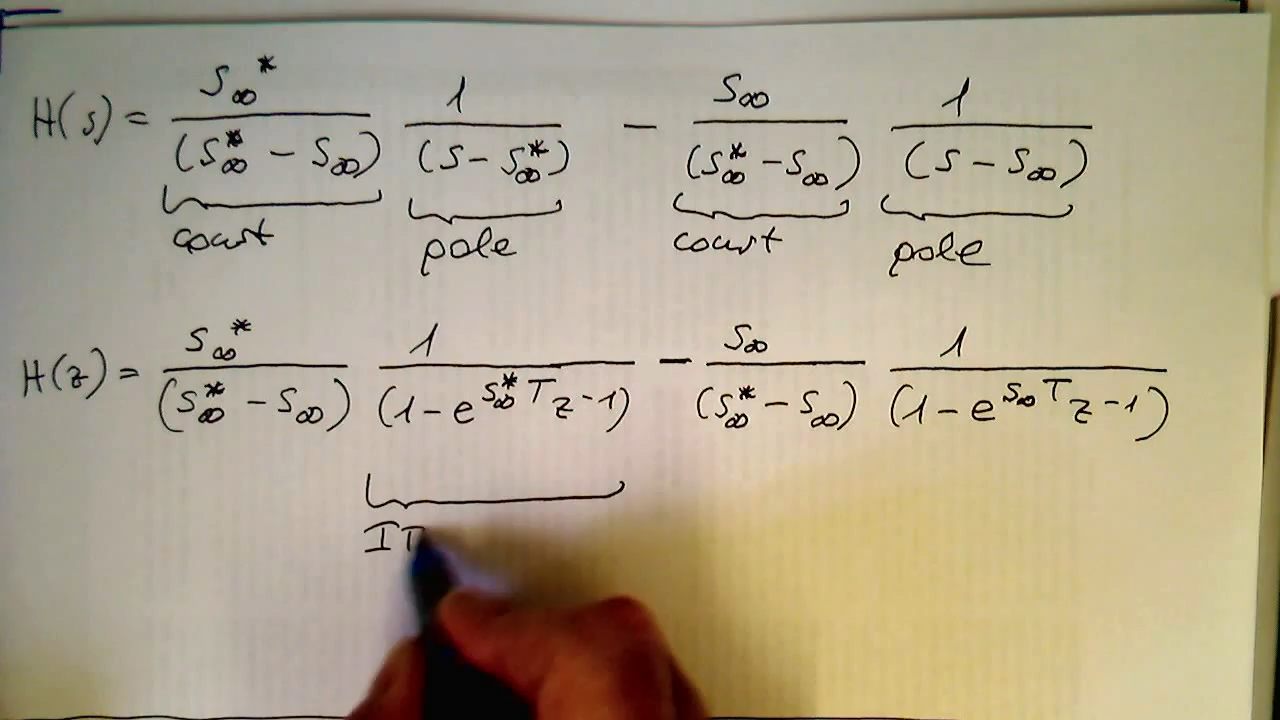 H(s) = S∞* / (S∞* − S∞) 1 / (S − S∞*) − S∞ / (S∞* − S∞) 1 / (S − S∞)
const pole const pole
H(z) = S∞* / (S∞* − S∞) 1 / (1 − e^{S∞* T} z^{−1}) − S∞ / (S∞* − S∞) 1 / (1 − e^{S∞ T} z^{−1})